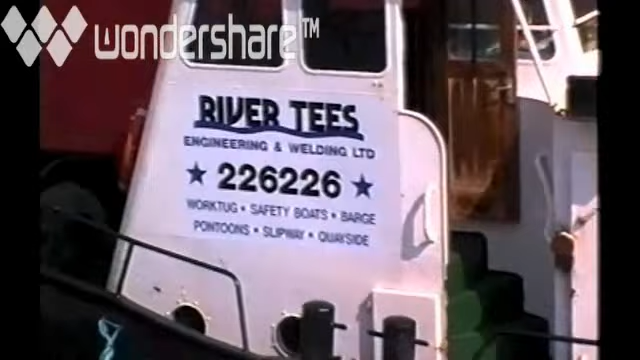 wondershare™
RIVER TEES
ENGINEERING & WELDING LTD
★ 226226 ★
WORKTUG • SAFETY BOATS • BARGE
PONTOONS • SLIPWAY • QUAYSIDE